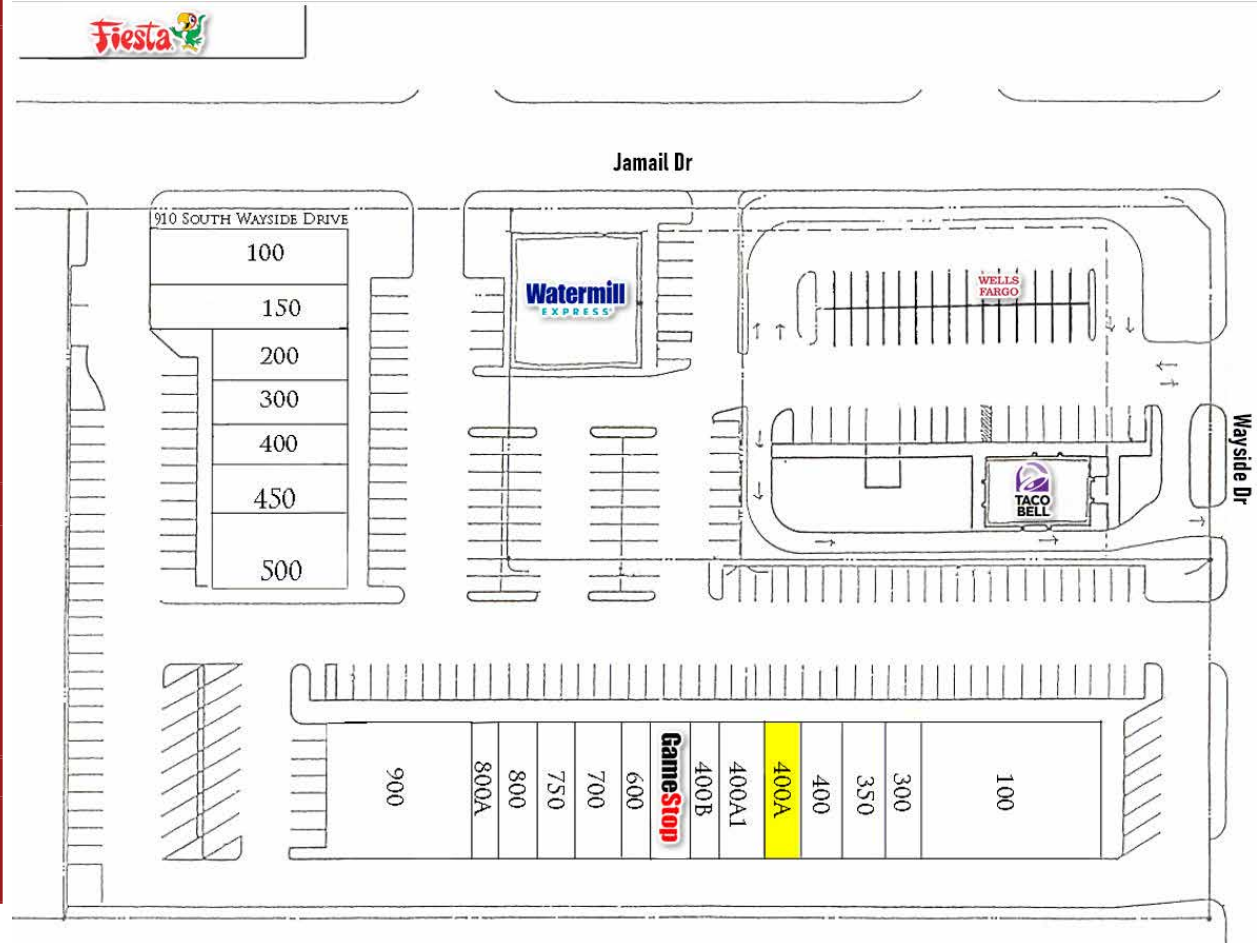 Fiesta
Jamail Dr
910 SOUTH WAYSIDE DRIVE
100
150
200
300
400
450
500
Watermill
EXPRESS
WELLS
FARGO
TACO
BELL
Wayside Dr
900
800A
800
750
700
600
GameStop
400B
400A1
400A
400
350
300
100